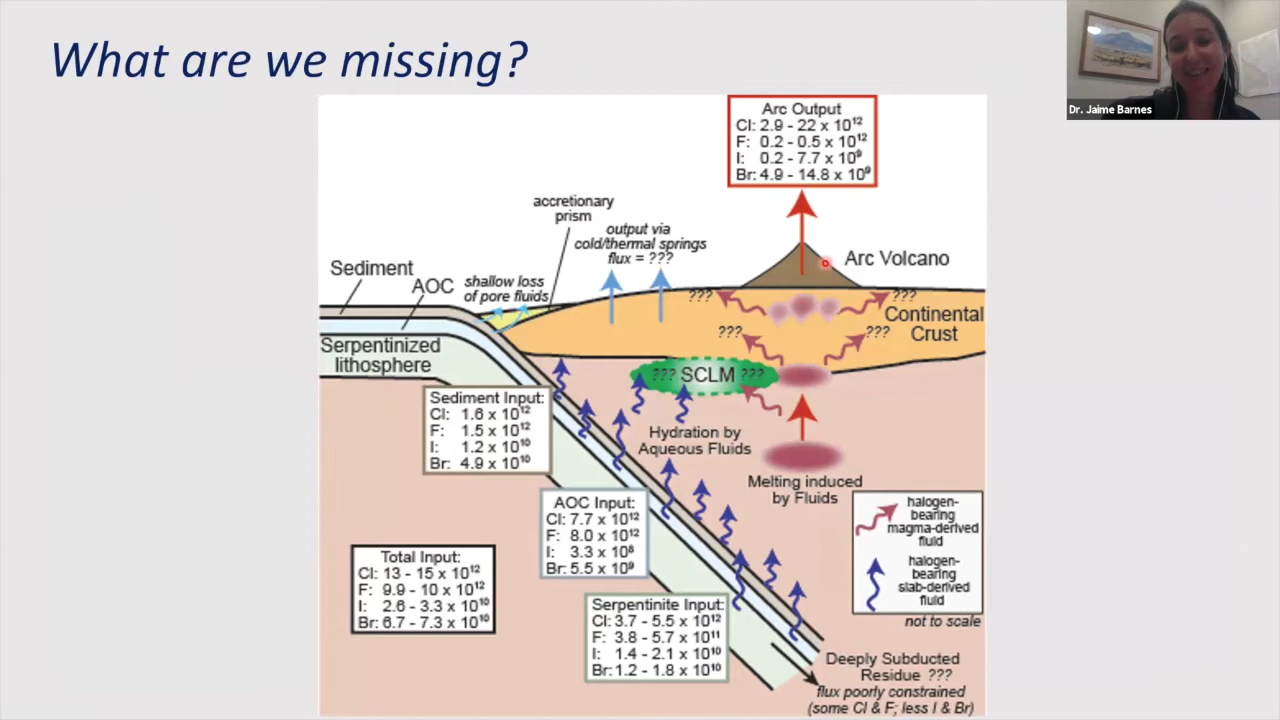 What are we missing?
Dr. Jaime Barnes
Arc Output
Cl: 2.9 - 22 x 10¹²
F: 0.2 - 0.5 x 10¹²
I: 0.2 - 7.7 x 10⁹
Br: 4.9 - 14.8 x 10⁹
accretionary
prism
output via
cold/thermal springs
flux = ???
Arc Volcano
Sediment
AOC
shallow loss
of pore fluids
???
???
Continental
Crust
???
???
Serpentinized
lithosphere
??? SCLM ???
Sediment Input:
Cl: 1.6 x 10¹²
F: 1.5 x 10¹²
I: 1.2 x 10¹⁰
Br: 4.9 x 10¹⁰
Hydration by
Aqueous Fluids
Melting induced
by Fluids
AOC Input:
Cl: 7.7 x 10¹²
F: 8.0 x 10¹²
I: 3.3 x 10⁸
Br: 5.5 x 10⁹
halogen-
bearing
magma-derived
fluid
halogen-
bearing
slab-derived
fluid
not to scale
Total Input:
Cl: 13 - 15 x 10¹²
F: 9.9 - 10 x 10¹²
I: 2.6 - 3.3 x 10¹⁰
Br: 6.7 - 7.3 x 10¹⁰
Serpentinite Input:
Cl: 3.7 - 5.5 x 10¹²
F: 3.8 - 5.7 x 10¹¹
I: 1.4 - 2.1 x 10¹⁰
Br: 1.2 - 1.8 x 10¹⁰
Deeply Subducted
Residue ???
flux poorly constrained
(some Cl & F; less I & Br)